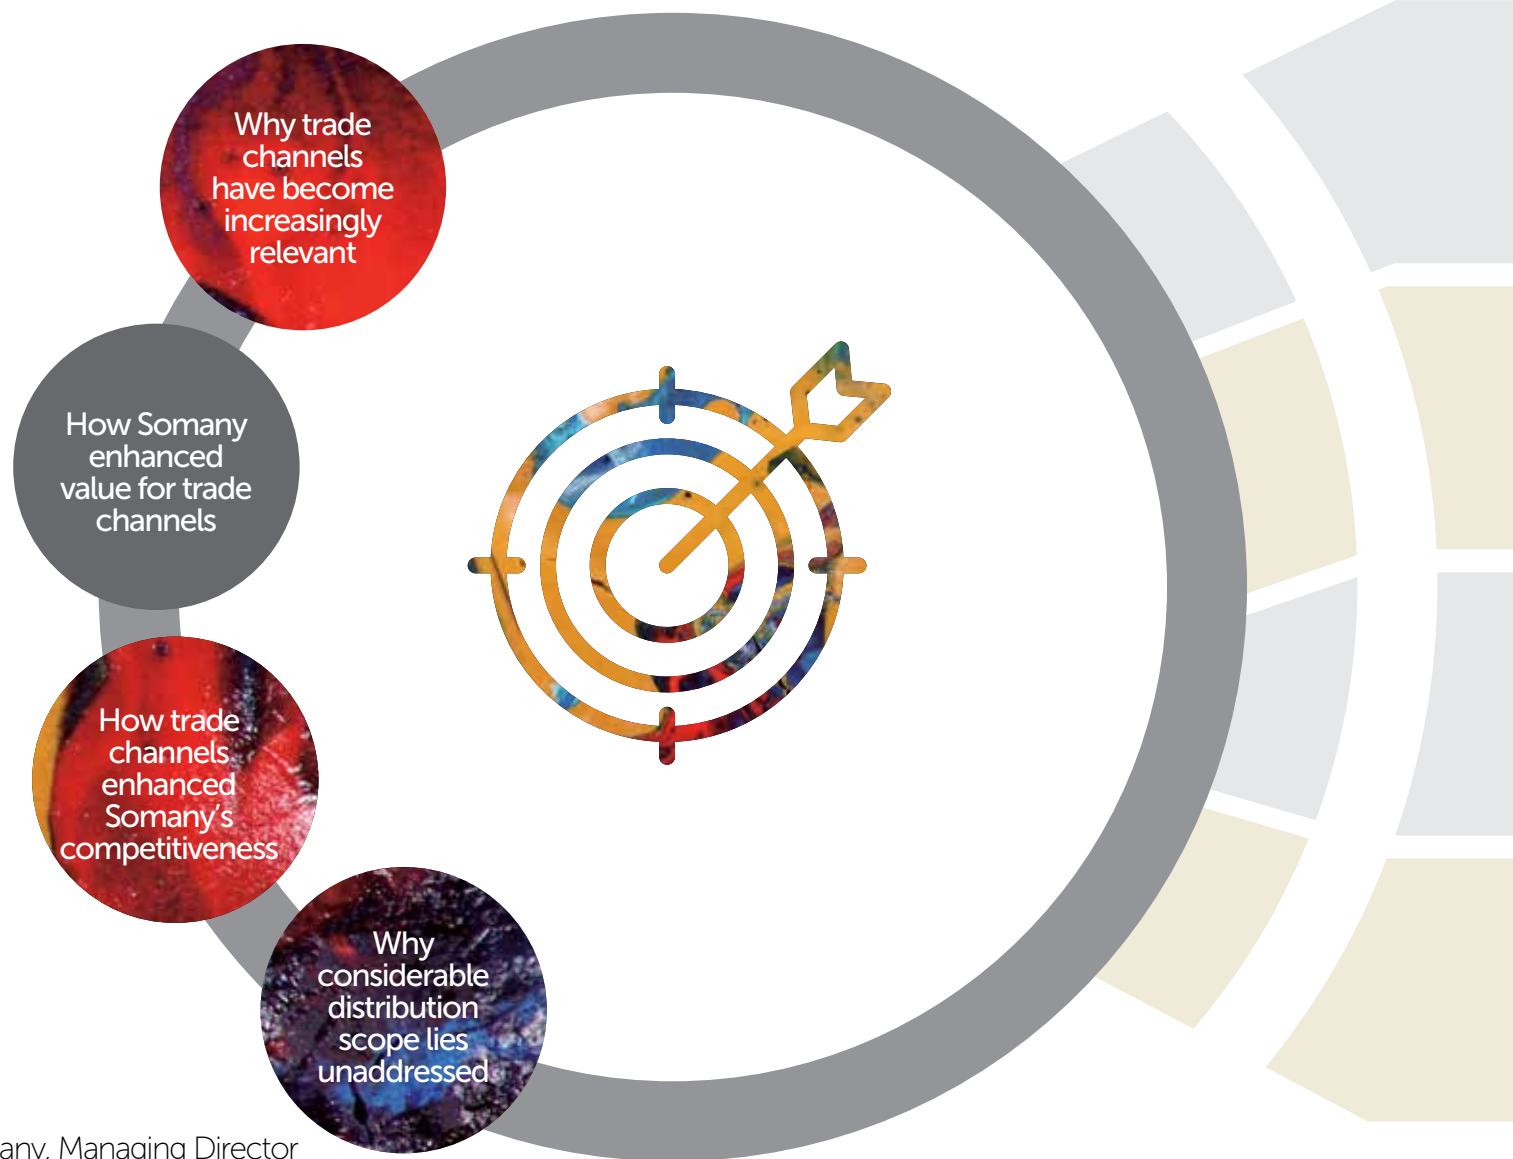 Why trade
channels
have become
increasingly
relevant
How Somany
enhanced
value for trade
channels
How trade
channels
enhanced
Somany’s
competitiveness
Why
considerable
distribution
scope lies
unaddressed
any, Managing Director